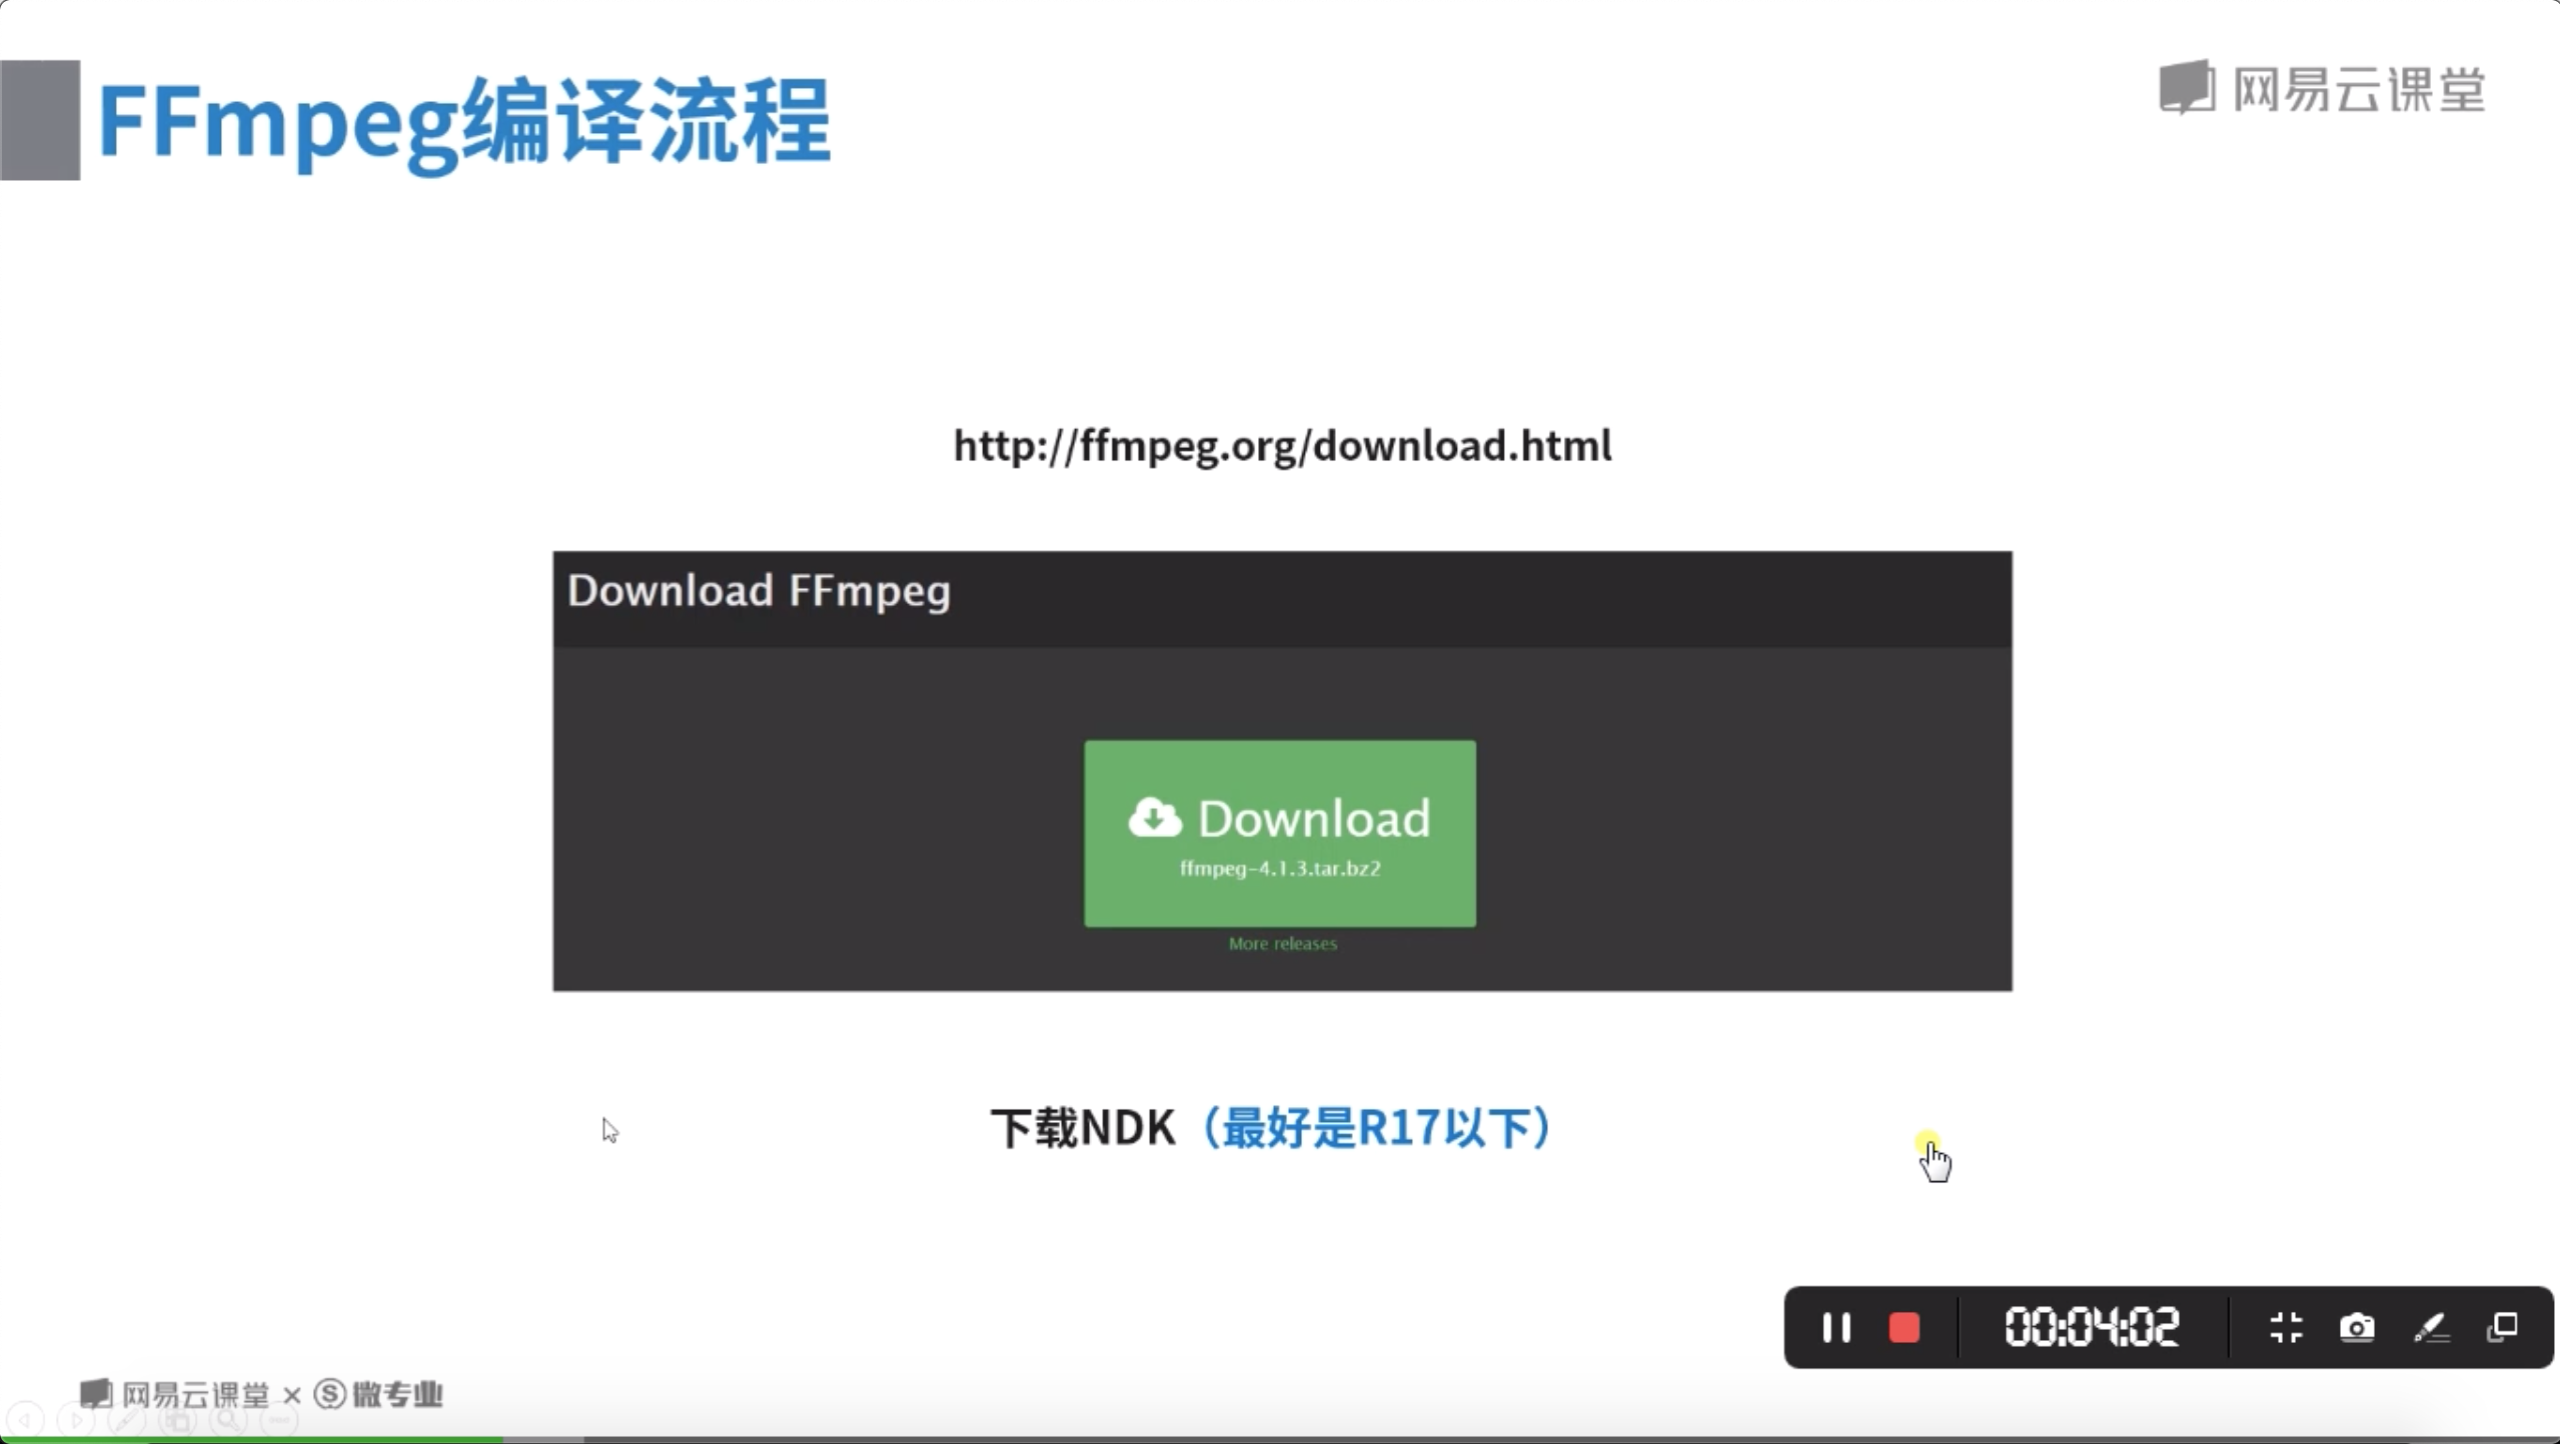 FFmpeg编译流程
网易云课堂
http://ffmpeg.org/download.html
Download FFmpeg
Download
ffmpeg-4.1.3.tar.bz2
More releases
下载NDK（最好是R17以下）
00:04:02
网易云课堂 × 微专业